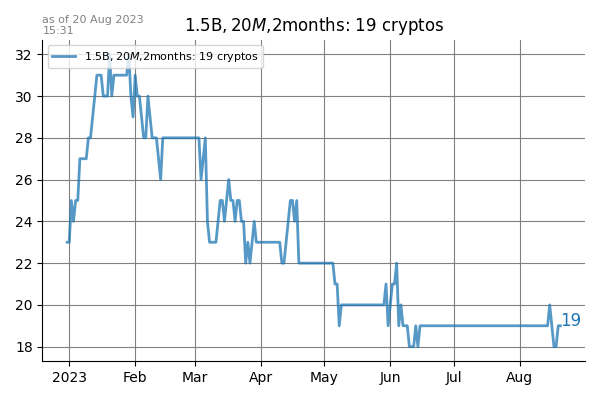 as of 20 Aug 2023
15:31
1.5B, 20M,2months: 19 cryptos
1.5B, 20M,2months: 19 cryptos
32
30
28
26
24
22
20
18
19
2023 Feb Mar Apr May Jun Jul Aug